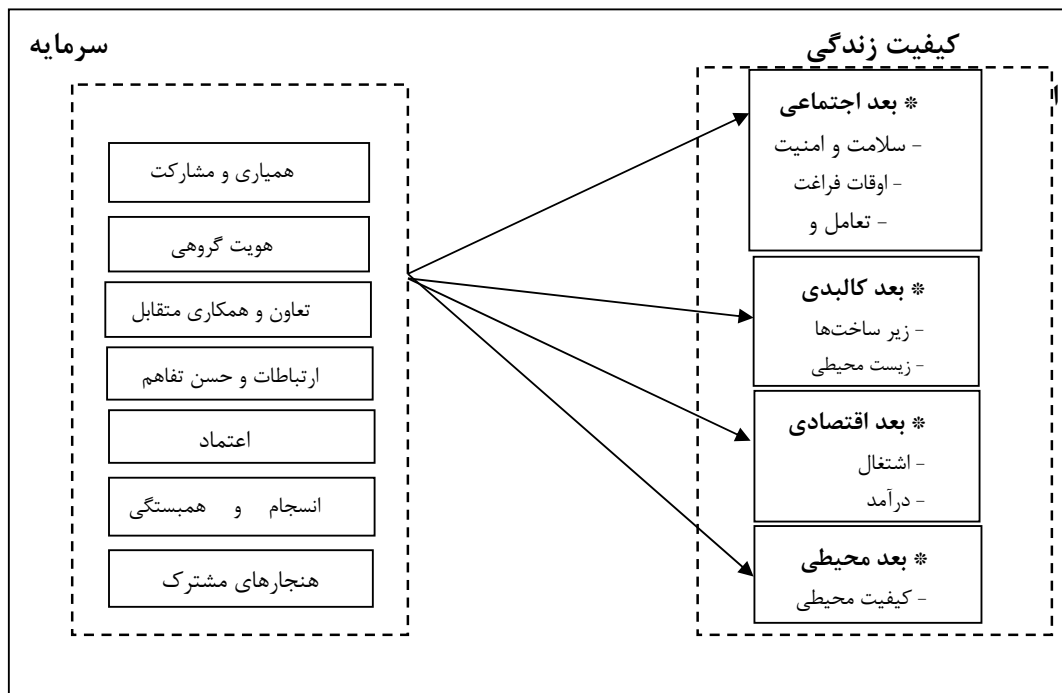 کیفیت زندگی
* بعد اجتماعی
- سلامت و امنیت
- اوقات فراغت
- تعامل و
* بعد کالبدی
- زیر ساخت‌ها
- زیست محیطی
* بعد اقتصادی
- اشتغال
- درآمد
* بعد محیطی
- کیفیت محیطی
سرمایه
همیاری و مشارکت
هویت گروهی
تعاون و همکاری متقابل
ارتباطات و حسن تفاهم
اعتماد
انسجام و همبستگی
هنجارهای مشترک